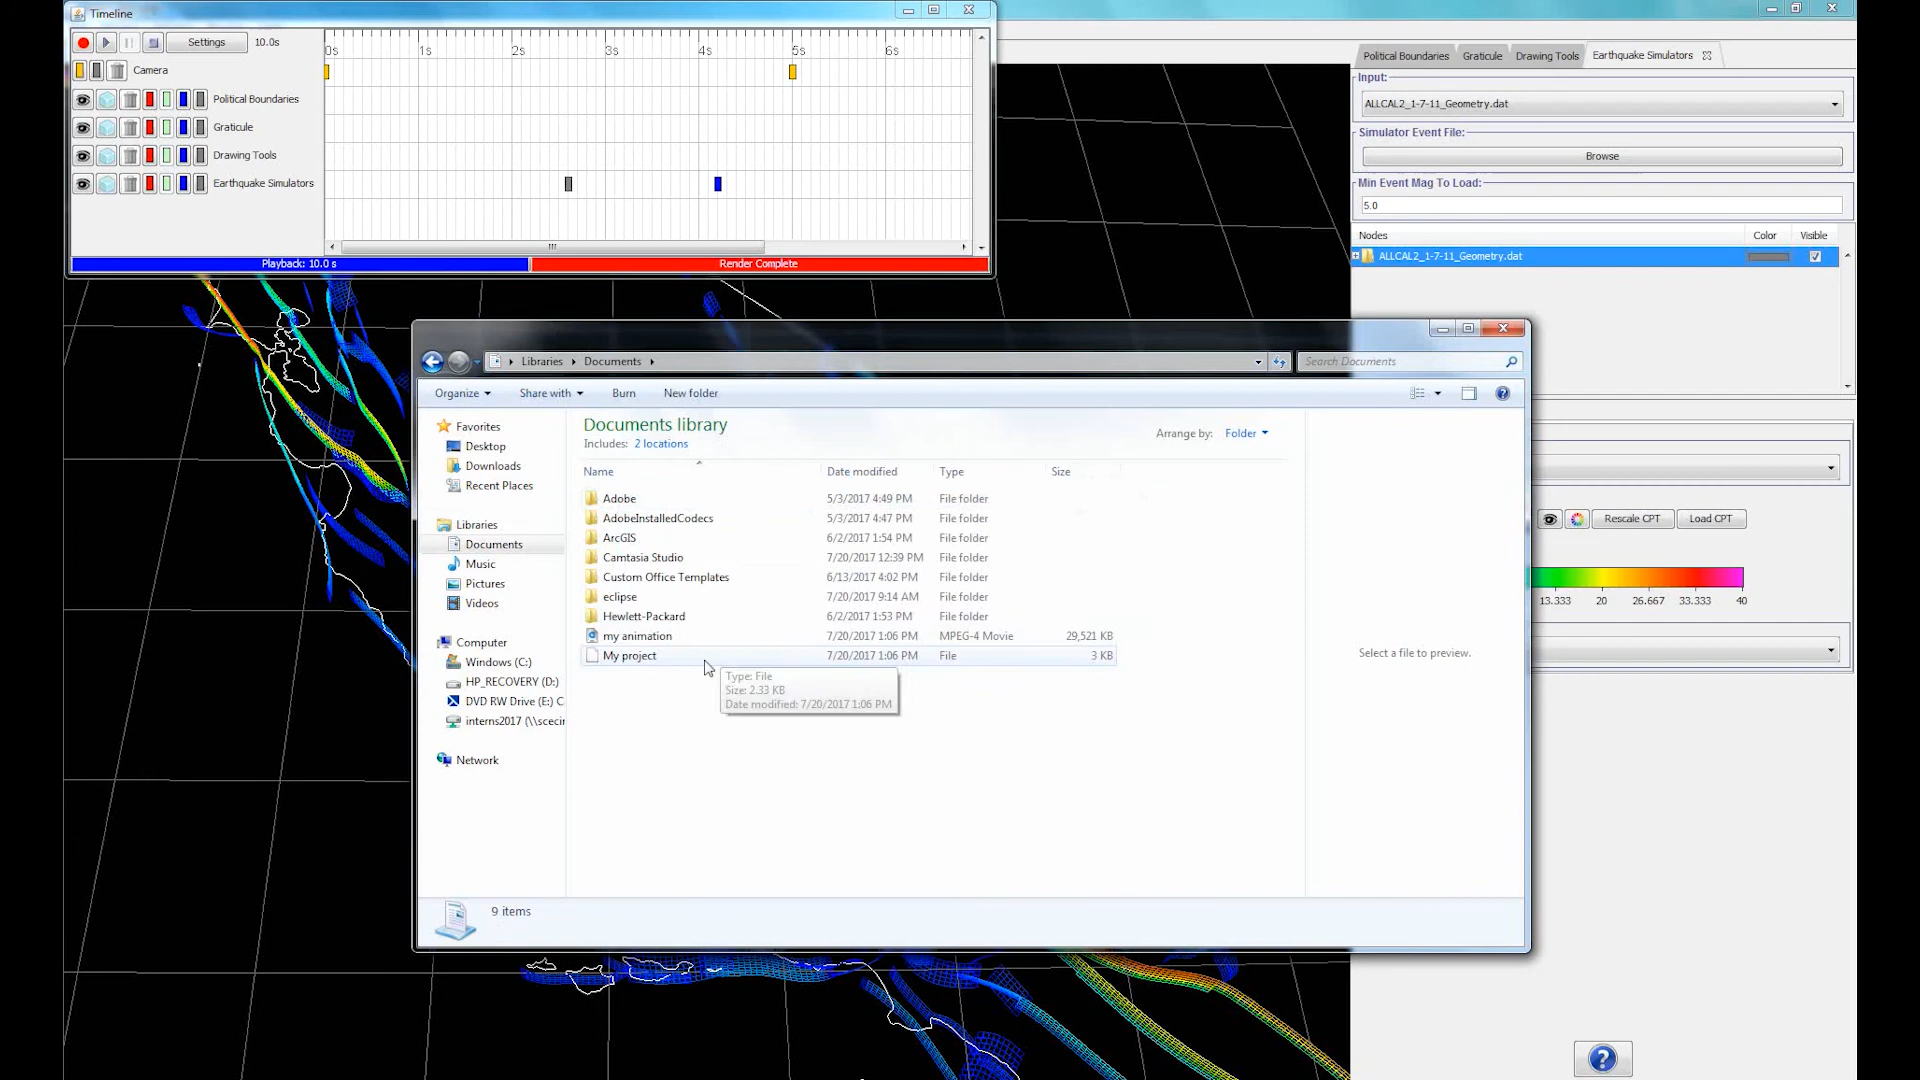 Timeline
Settings 10.0s
0s 1s 2s 3s 4s 5s 6s
Camera
Political Boundaries
Graticule
Drawing Tools
Earthquake Simulators
Playback: 10.0 s
Render Complete
Political Boundaries Graticule Drawing Tools Earthquake Simulators
Input:
ALLCAL2_1-7-11_Geometry.dat
Simulator Event File:
Browse
Min Event Mag To Load:
5.0
Nodes Color Visible
ALLCAL2_1-7-11_Geometry.dat
Libraries Documents
Search Documents
Organize Share with Burn New folder
Favorites
Desktop
Downloads
Recent Places
Libraries
Documents
Music
Pictures
Videos
Computer
Windows (C:)
HP_RECOVERY (D:)
DVD RW Drive (E:) C
interns2017 (\\scecir
Network
Documents library
Includes: 2 locations
Arrange by: Folder
Name Date modified Type Size
Adobe 5/3/2017 4:49 PM File folder
AdobeInstalledCodecs 5/3/2017 4:47 PM File folder
ArcGIS 6/2/2017 1:54 PM File folder
Camtasia Studio 7/20/2017 12:39 PM File folder
Custom Office Templates 6/13/2017 4:02 PM File folder
eclipse 7/20/2017 9:14 AM File folder
Hewlett-Packard 6/2/2017 1:53 PM File folder
my animation 7/20/2017 1:06 PM MPEG-4 Movie 29,521 KB
My project 7/20/2017 1:06 PM File 3 KB
Type: File
Size: 2.33 KB
Date modified: 7/20/2017 1:06 PM
Select a file to preview.
9 items
Rescale CPT Load CPT
13.333 20 26.667 33.333 40